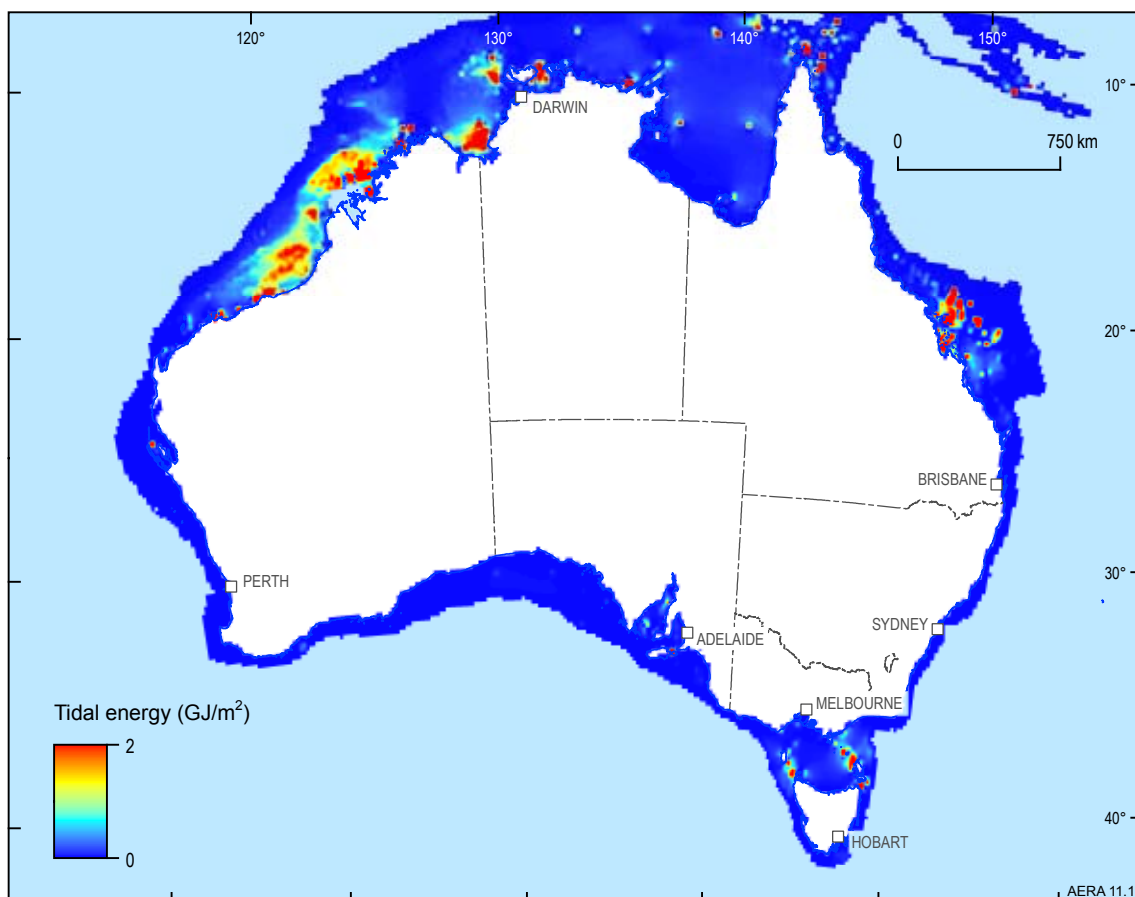 120°
130°
140°
150°
10°
DARWIN
0
750 km
20°
BRISBANE
30°
PERTH
SYDNEY
ADELAIDE
Tidal energy (GJ/m²)
MELBOURNE
2
40°
HOBART
0
AERA 11.1